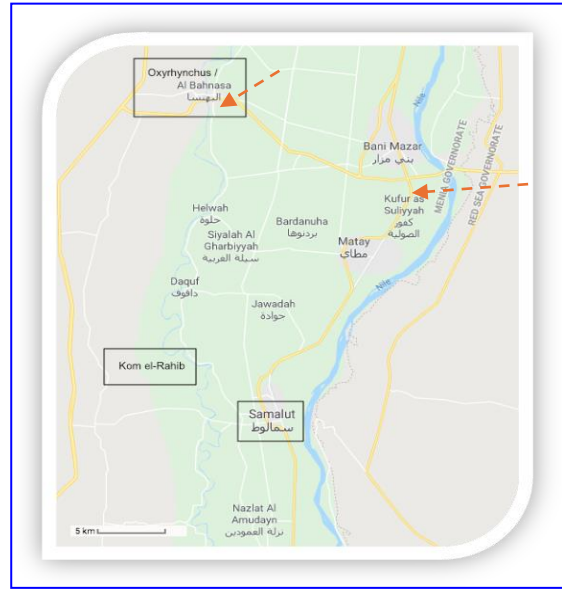 Oxyrhynchus /
Al Bahnasa
البهنسا
Nile
Bani Mazar
بني مزار
MENIA GOVERNORATE
RED SEA GOVERNORATE
Kufur as
Suliyyah
كفور
الصولية
Helwah
حلوة
Siyalah Al
Gharbiyyah
سيلة الغربية
Bardanuha
بردنوها
Matay
مطاي
Nile
Daquf
داقوف
Jawadah
جوادة
Kom el-Rahib
Samalut
سمالوط
Nazlat Al
Amudayn
نزلة العمودين
5 km